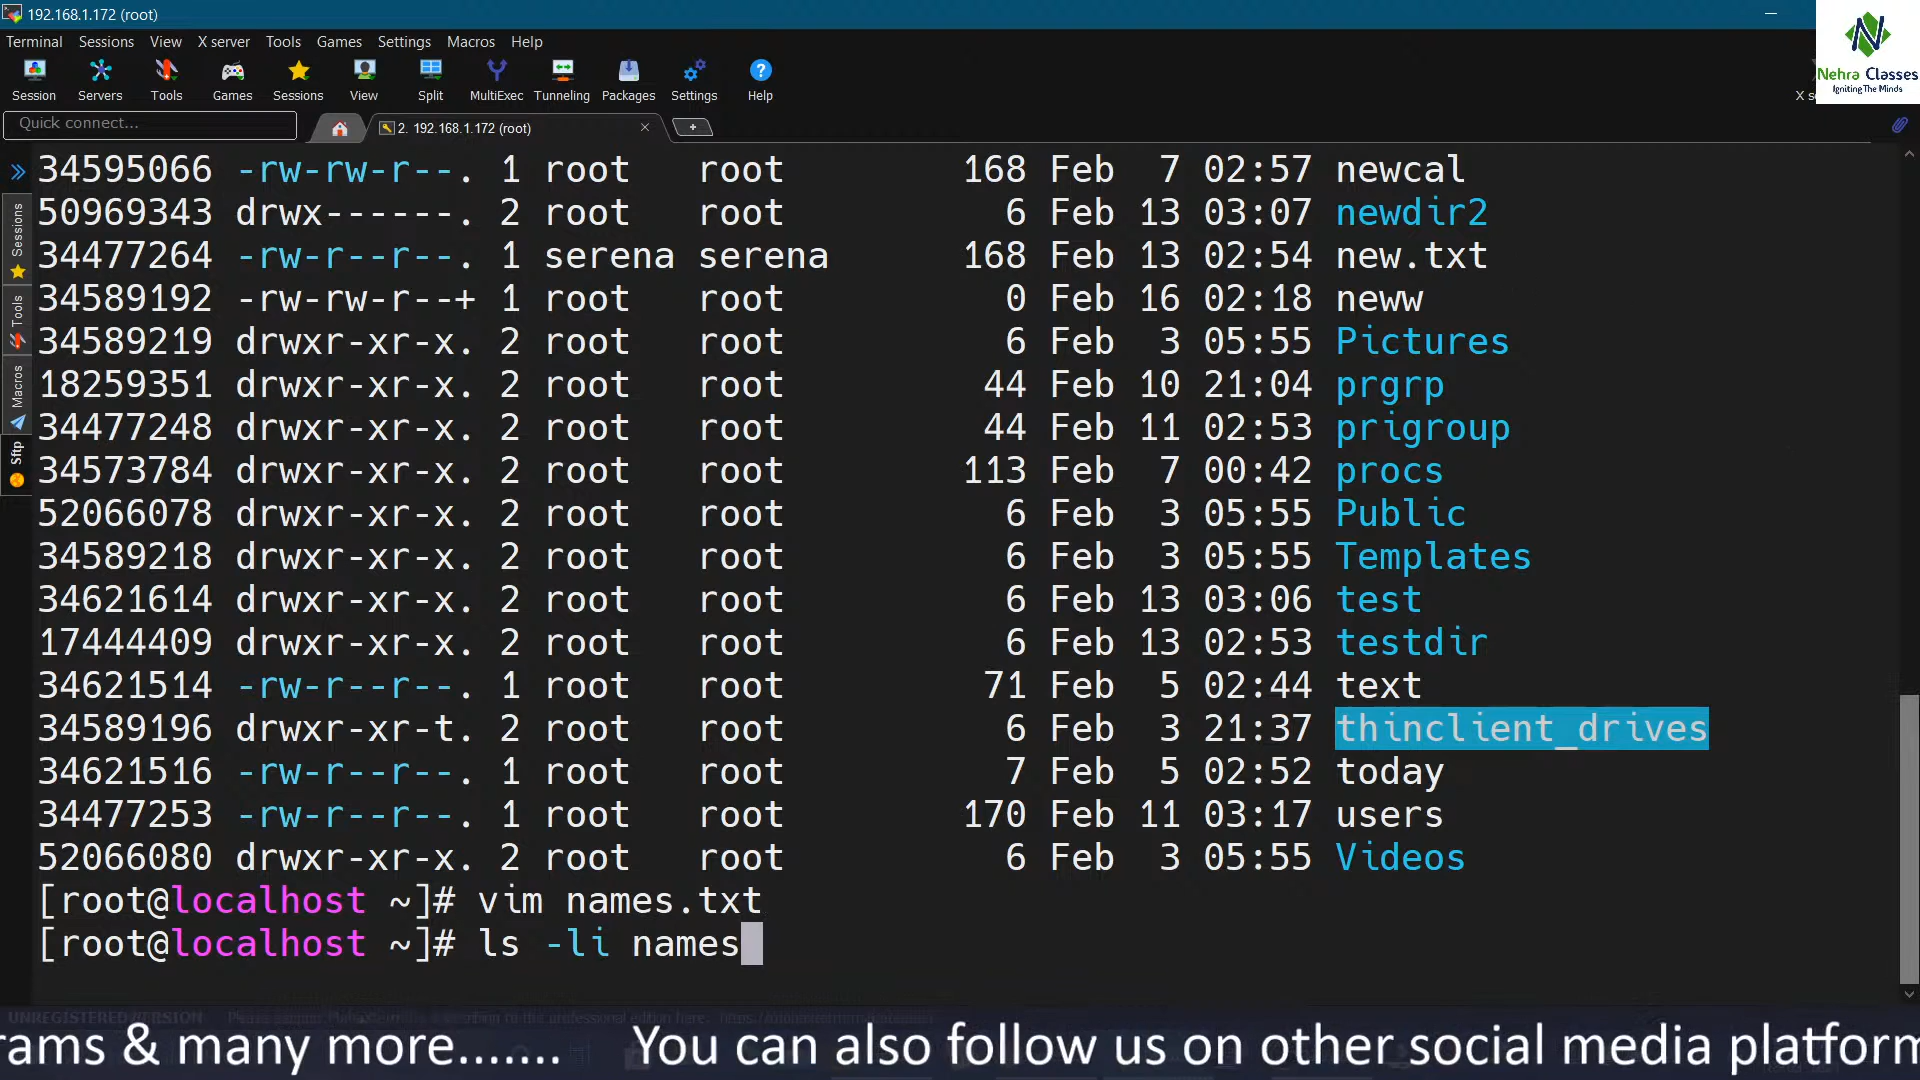 192.168.1.172 (root)
Terminal Sessions View X server Tools Games Settings Macros Help
Session Servers Tools Games Sessions View Split MultiExec Tunneling Packages Settings Help
Nehra Classes
Igniting The Minds
Quick connect...
2. 192.168.1.172 (root)
Sessions
Tools
Macros
Sftp
34595066 -rw-rw-r--. 1 root root 168 Feb 7 02:57 newcal
50969343 drwx------. 2 root root 6 Feb 13 03:07 newdir2
34477264 -rw-r--r--. 1 serena serena 168 Feb 13 02:54 new.txt
34589192 -rw-rw-r--+ 1 root root 0 Feb 16 02:18 neww
34589219 drwxr-xr-x. 2 root root 6 Feb 3 05:55 Pictures
18259351 drwxr-xr-x. 2 root root 44 Feb 10 21:04 prgrp
34477248 drwxr-xr-x. 2 root root 44 Feb 11 02:53 prigroup
34573784 drwxr-xr-x. 2 root root 113 Feb 7 00:42 procs
52066078 drwxr-xr-x. 2 root root 6 Feb 3 05:55 Public
34589218 drwxr-xr-x. 2 root root 6 Feb 3 05:55 Templates
34621614 drwxr-xr-x. 2 root root 6 Feb 13 03:06 test
17444409 drwxr-xr-x. 2 root root 6 Feb 13 02:53 testdir
34621514 -rw-r--r--. 1 root root 71 Feb 5 02:44 text
34589196 drwxr-xr-t. 2 root root 6 Feb 3 21:37 thinclient_drives
34621516 -rw-r--r--. 1 root root 7 Feb 5 02:52 today
34477253 -rw-r--r--. 1 root root 170 Feb 11 03:17 users
52066080 drwxr-xr-x. 2 root root 6 Feb 3 05:55 Videos
[root@localhost ~]# vim names.txt
[root@localhost ~]# ls -li names
UNREGISTERED VERSION
rams & many more....... You can also follow us on other social media platform